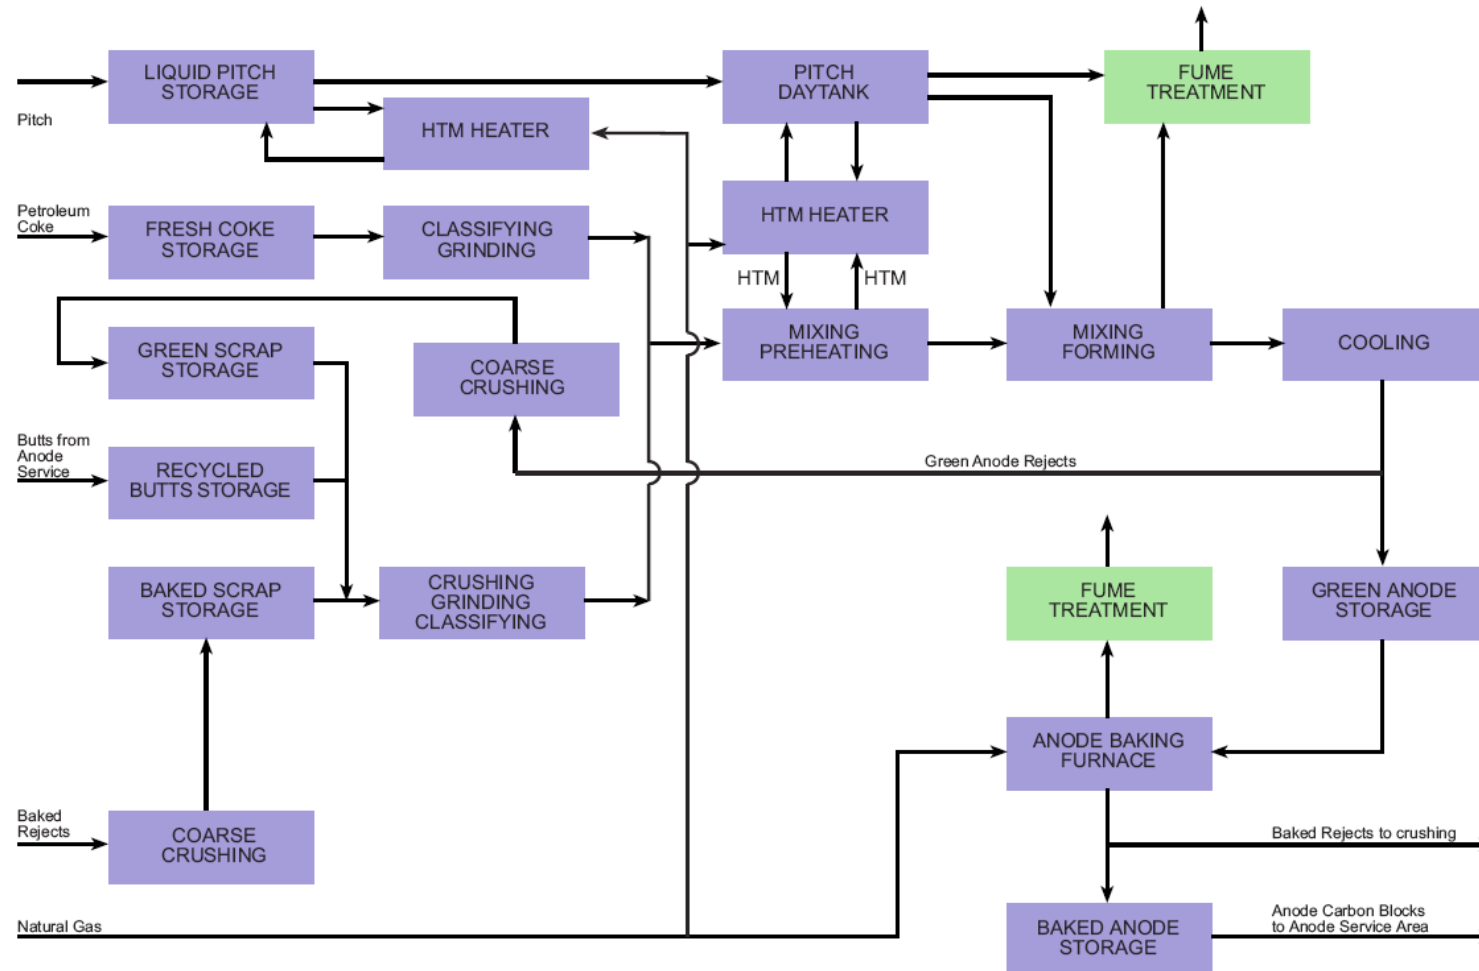 LIQUID PITCH
STORAGE
PITCH
DAYTANK
FUME
TREATMENT
Pitch
HTM HEATER
Petroleum
Coke
FRESH COKE
STORAGE
CLASSIFYING
GRINDING
HTM HEATER
HTM
HTM
GREEN SCRAP
STORAGE
COARSE
CRUSHING
MIXING
PREHEATING
MIXING
FORMING
COOLING
Butts from
Anode
Service
RECYCLED
BUTTS STORAGE
Green Anode Rejects
BAKED SCRAP
STORAGE
CRUSHING
GRINDING
CLASSIFYING
FUME
TREATMENT
GREEN ANODE
STORAGE
ANODE BAKING
FURNACE
Baked
Rejects
COARSE
CRUSHING
Baked Rejects to crushing
Natural Gas
BAKED ANODE
STORAGE
Anode Carbon Blocks
to Anode Service Area